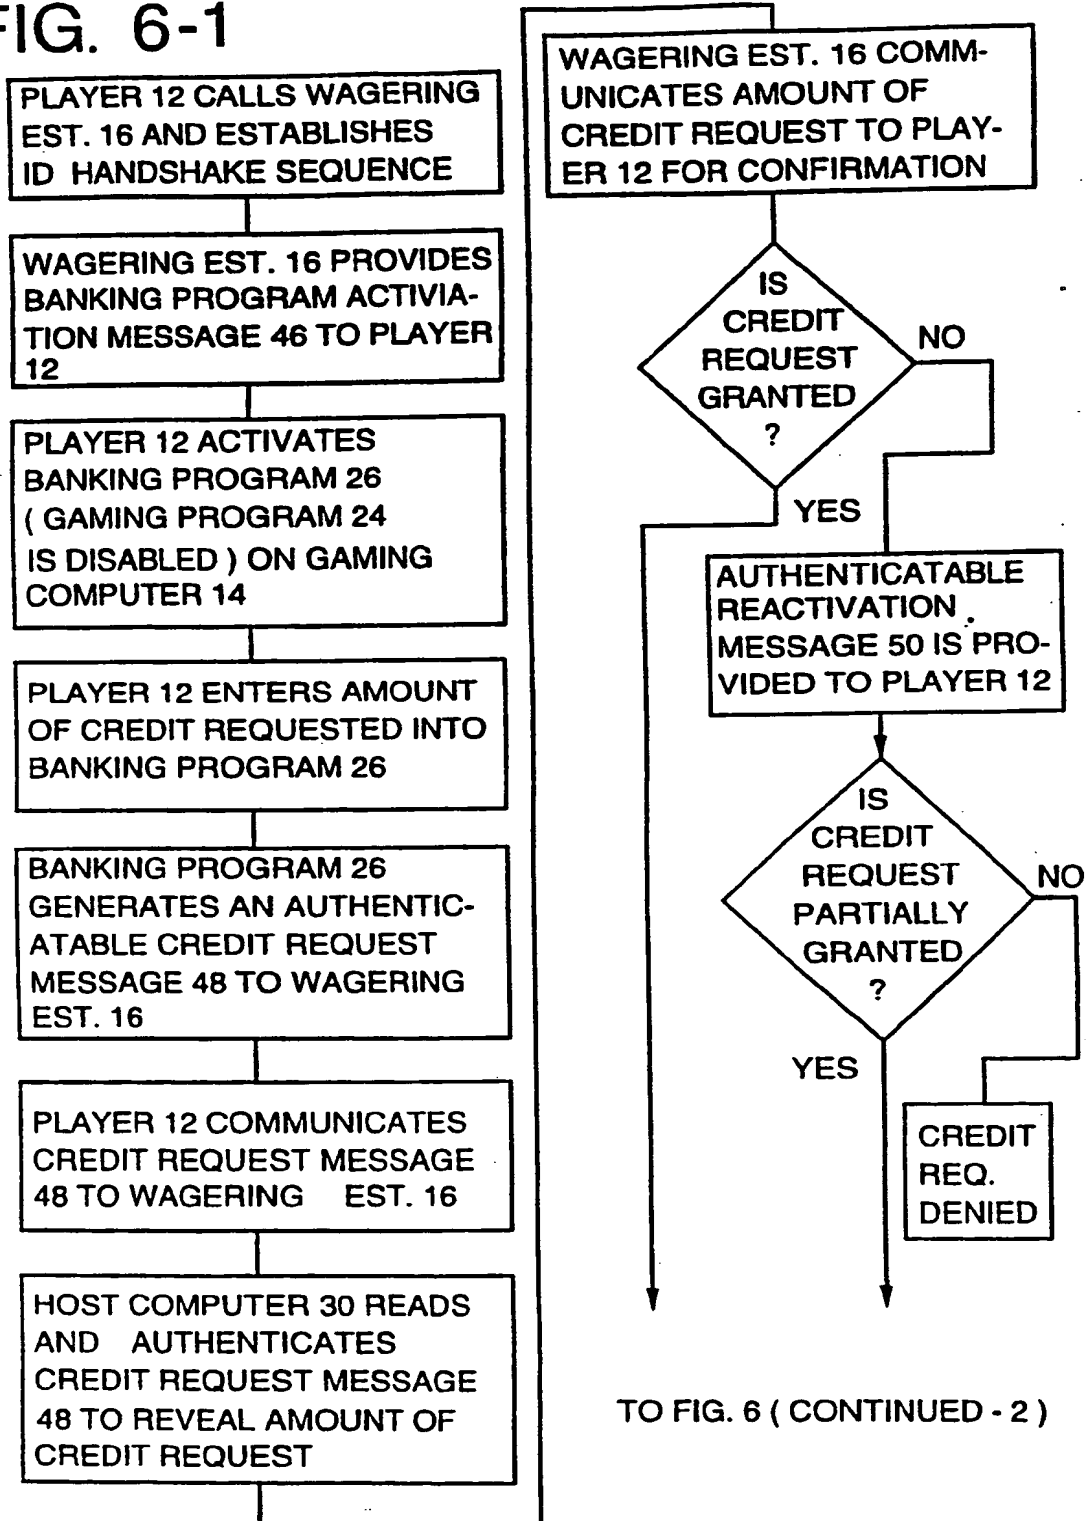 FIG. 6-1
PLAYER 12 CALLS WAGERING
EST. 16 AND ESTABLISHES
ID HANDSHAKE SEQUENCE
WAGERING EST. 16 PROVIDES
BANKING PROGRAM ACTIVIA-
TION MESSAGE 46 TO PLAYER
12
PLAYER 12 ACTIVATES
BANKING PROGRAM 26
( GAMING PROGRAM 24
IS DISABLED ) ON GAMING
COMPUTER 14
PLAYER 12 ENTERS AMOUNT
OF CREDIT REQUESTED INTO
BANKING PROGRAM 26
BANKING PROGRAM 26
GENERATES AN AUTHENTIC-
ATABLE CREDIT REQUEST
MESSAGE 48 TO WAGERING
EST. 16
PLAYER 12 COMMUNICATES
CREDIT REQUEST MESSAGE
48 TO WAGERING EST. 16
HOST COMPUTER 30 READS
AND AUTHENTICATES
CREDIT REQUEST MESSAGE
48 TO REVEAL AMOUNT OF
CREDIT REQUEST
WAGERING EST. 16 COMM-
UNICATES AMOUNT OF
CREDIT REQUEST TO PLAY-
ER 12 FOR CONFIRMATION
IS
CREDIT
REQUEST
GRANTED
?
NO
YES
AUTHENTICATABLE
REACTIVATION
MESSAGE 50 IS PRO-
VIDED TO PLAYER 12
IS
CREDIT
REQUEST
PARTIALLY
GRANTED
?
NO
YES
CREDIT
REQ.
DENIED
TO FIG. 6 ( CONTINUED - 2 )